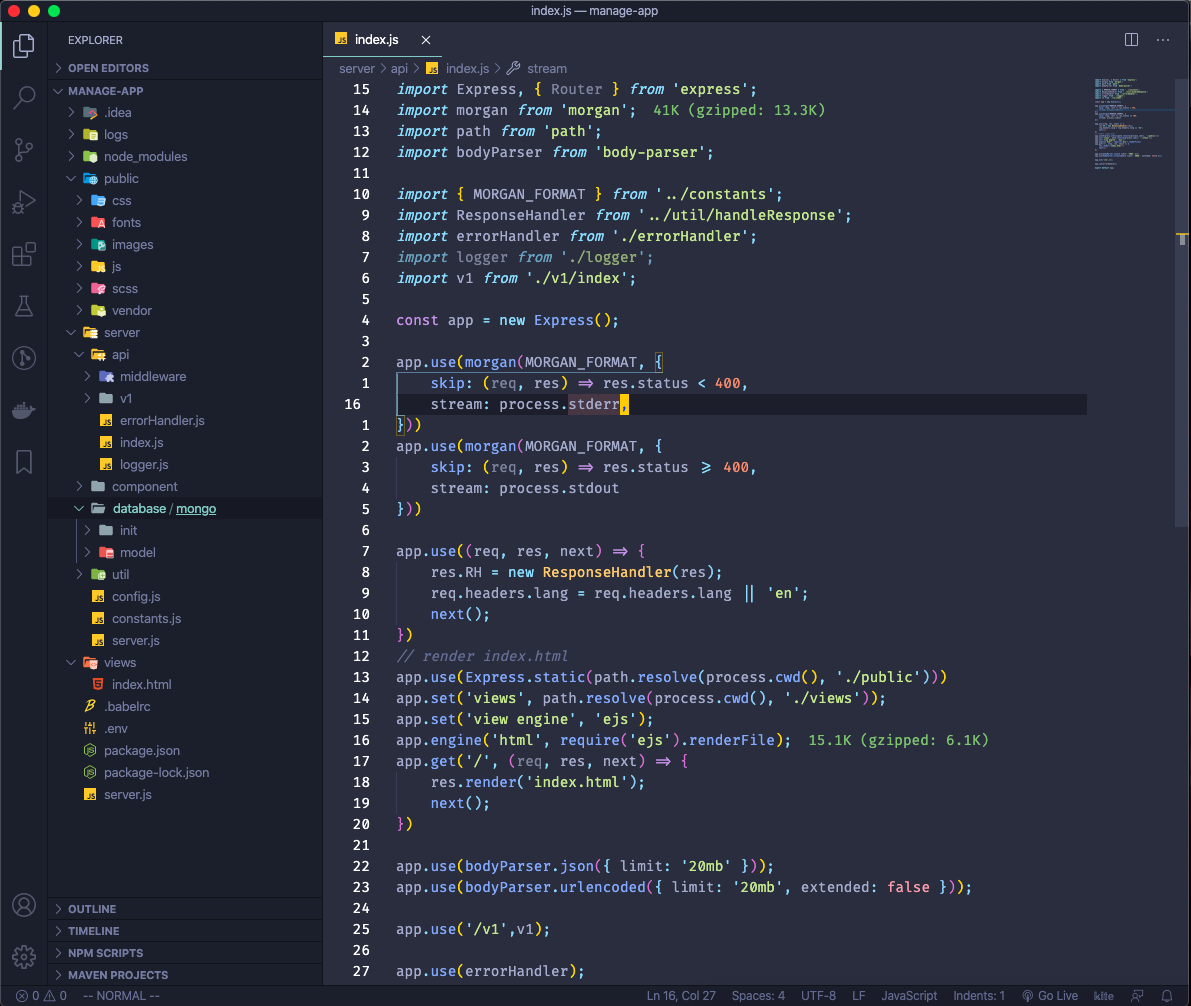 index.js — manage-app
EXPLORER
OPEN EDITORS
MANAGE-APP
.idea
logs
node_modules
public
css
fonts
images
js
scss
vendor
server
api
middleware
v1
errorHandler.js
index.js
logger.js
component
database / mongo
init
model
util
config.js
constants.js
server.js
views
index.html
.babelrc
.env
package.json
package-lock.json
server.js
OUTLINE
TIMELINE
NPM SCRIPTS
MAVEN PROJECTS
index.js
server > api > index.js > stream
15 import Express, { Router } from 'express';
14 import morgan from 'morgan'; 41K (gzipped: 13.3K)
13 import path from 'path';
12 import bodyParser from 'body-parser';
11
10 import { MORGAN_FORMAT } from '../constants';
9 import ResponseHandler from '../util/handleResponse';
8 import errorHandler from './errorHandler';
7 import logger from './logger';
6 import v1 from './v1/index';
5
4 const app = new Express();
3
2 app.use(morgan(MORGAN_FORMAT, {
1 skip: (req, res) ⇒ res.status < 400,
16 stream: process.stderr,
1 }))
2 app.use(morgan(MORGAN_FORMAT, {
3 skip: (req, res) ⇒ res.status ≥ 400,
4 stream: process.stdout
5 }))
6
7 app.use((req, res, next) ⇒ {
8 res.RH = new ResponseHandler(res);
9 req.headers.lang = req.headers.lang || 'en';
10 next();
11 })
12 // render index.html
13 app.use(Express.static(path.resolve(process.cwd(), './public')))
14 app.set('views', path.resolve(process.cwd(), './views'));
15 app.set('view engine', 'ejs');
16 app.engine('html', require('ejs').renderFile); 15.1K (gzipped: 6.1K)
17 app.get('/', (req, res, next) ⇒ {
18 res.render('index.html');
19 next();
20 })
21
22 app.use(bodyParser.json({ limit: '20mb' }));
23 app.use(bodyParser.urlencoded({ limit: '20mb', extended: false }));
24
25 app.use('/v1',v1);
26
27 app.use(errorHandler);
0 0 -- NORMAL -- Ln 16, Col 27 Spaces: 4 UTF-8 LF JavaScript Indents: 1 Go Live kite